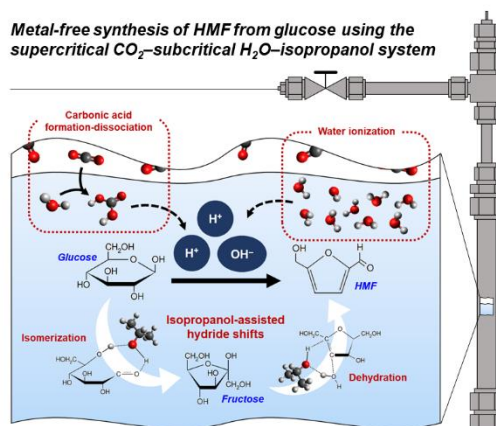 Metal-free synthesis of HMF from glucose using the
supercritical CO₂–subcritical H₂O–isopropanol system
Carbonic acid
formation-dissociation
Water ionization
H⁺
H⁺
OH⁻
Glucose
CH₂OH
O
OH
OH
HO
OH
HO
O
O
H
HMF
Isomerization
Isopropanol-assisted
hydride shifts
Fructose
Dehydration